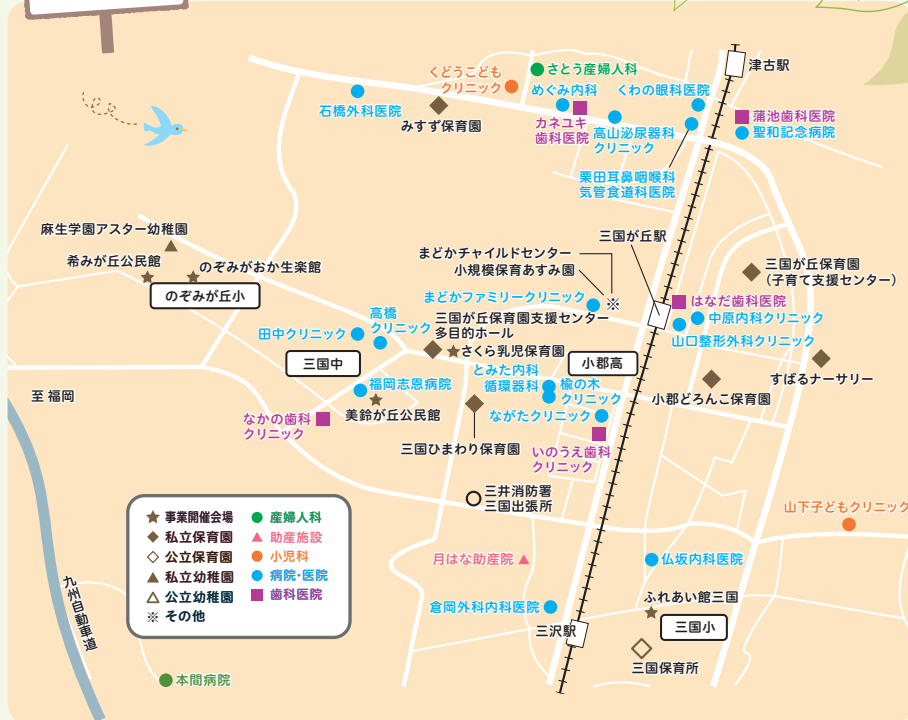 津古駅
さとう産婦人科
くどうこども
クリニック
めぐみ内科
くわの眼科医院
石橋外科医院
みすず保育園
カネユキ
歯科医院
高山泌尿器科
クリニック
蒲池歯科医院
聖和記念病院
栗田耳鼻咽喉科
気管食道科医院
麻生学園アスター幼稚園
希みが丘公民館
のぞみがおか生楽館
のぞみが丘小
三国が丘駅
まどかチャイルドセンター
小規模保育あすみ園
※
三国が丘保育園
(子育て支援センター)
まどかファミリークリニック
はなだ歯科医院
中原内科クリニック
山口整形外科クリニック
高橋
クリニック
田中クリニック
三国が丘保育園支援センター
多目的ホール
さくら乳児保育園
三国中
小郡高
すばるナーサリー
とみた内科
循環器科
楡の木
クリニック
福岡志恩病院
美鈴が丘公民館
小郡どろんこ保育園
至 福岡
なかの歯科
クリニック
ながたクリニック
三国ひまわり保育園
いのうえ歯科
クリニック
三井消防署
三国出張所
山下子どもクリニック
事業開催会場
私立保育園
公立保育園
私立幼稚園
公立幼稚園
※ その他
産婦人科
助産施設
小児科
病院・医院
歯科医院
月はな助産院
仏坂内科医院
九州自動車道
倉岡外科内科医院
ふれあい館三国
三国小
三沢駅
三国保育所
本間病院